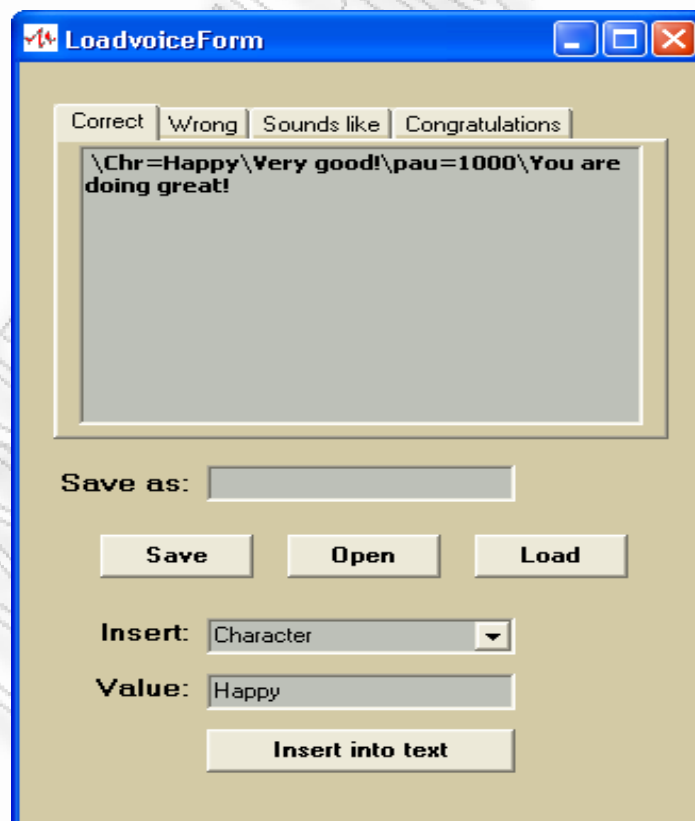 LoadvoiceForm
Correct Wrong Sounds like Congratulations
\Chr=Happy\Very good!\pau=1000\You are
doing great!
Save as:
Save Open Load
Insert: Character
Value: Happy
Insert into text